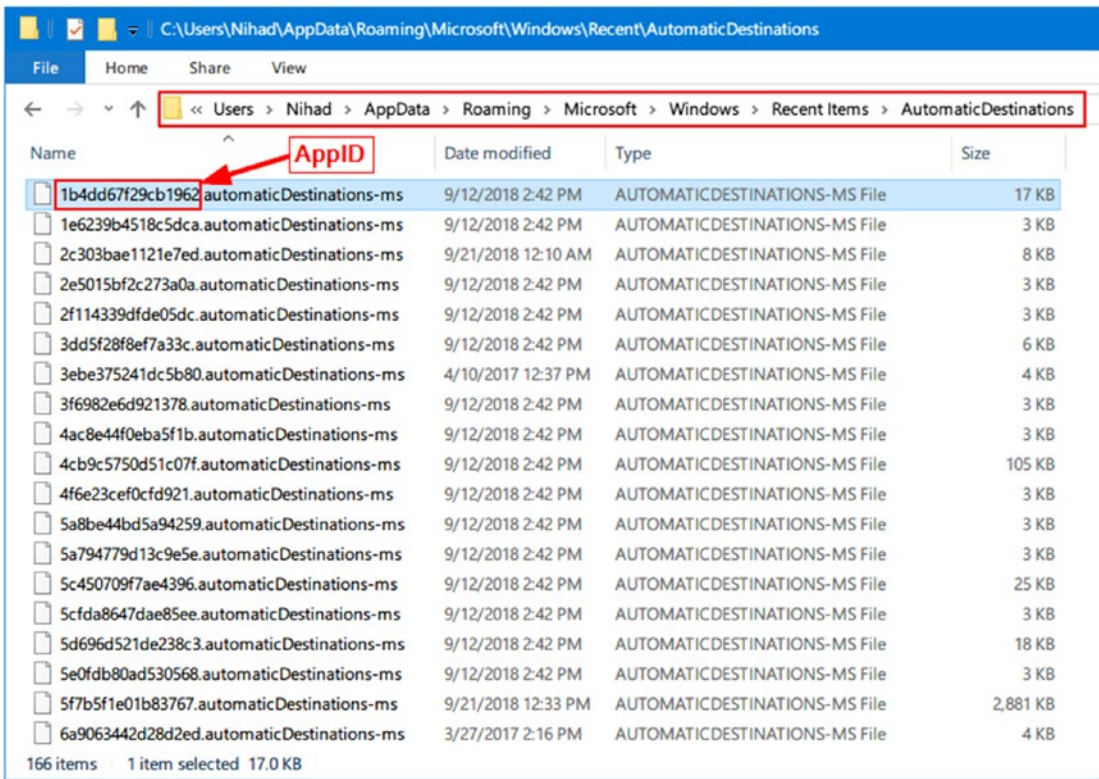 C:\Users\Nihad\AppData\Roaming\Microsoft\Windows\Recent\AutomaticDestinations
File Home Share View
« Users > Nihad > AppData > Roaming > Microsoft > Windows > Recent Items > AutomaticDestinations
Name Date modified Type Size
AppID
1b4dd67f29cb1962.automaticDestinations-ms 9/12/2018 2:42 PM AUTOMATICDESTINATIONS-MS File 17 KB
1e6239b4518c5dca.automaticDestinations-ms 9/12/2018 2:42 PM AUTOMATICDESTINATIONS-MS File 3 KB
2c303bae1121e7ed.automaticDestinations-ms 9/21/2018 12:10 AM AUTOMATICDESTINATIONS-MS File 8 KB
2e5015bf2c273a0a.automaticDestinations-ms 9/12/2018 2:42 PM AUTOMATICDESTINATIONS-MS File 3 KB
2f114339dfde05dc.automaticDestinations-ms 9/12/2018 2:42 PM AUTOMATICDESTINATIONS-MS File 3 KB
3dd5f28f8ef7a33c.automaticDestinations-ms 9/12/2018 2:42 PM AUTOMATICDESTINATIONS-MS File 6 KB
3ebe375241dc5b80.automaticDestinations-ms 4/10/2017 12:37 PM AUTOMATICDESTINATIONS-MS File 4 KB
3f6982e6d921378.automaticDestinations-ms 9/12/2018 2:42 PM AUTOMATICDESTINATIONS-MS File 3 KB
4ac8e44f0eba5f1b.automaticDestinations-ms 9/12/2018 2:42 PM AUTOMATICDESTINATIONS-MS File 3 KB
4cb9c5750d51c07f.automaticDestinations-ms 9/12/2018 2:42 PM AUTOMATICDESTINATIONS-MS File 105 KB
4f6e23cef0cfd921.automaticDestinations-ms 9/12/2018 2:42 PM AUTOMATICDESTINATIONS-MS File 3 KB
5a8be44bd5a94259.automaticDestinations-ms 9/12/2018 2:42 PM AUTOMATICDESTINATIONS-MS File 3 KB
5a794779d13c9e5e.automaticDestinations-ms 9/12/2018 2:42 PM AUTOMATICDESTINATIONS-MS File 3 KB
5c450709f7ae4396.automaticDestinations-ms 9/12/2018 2:42 PM AUTOMATICDESTINATIONS-MS File 25 KB
5cfda8647dae85ee.automaticDestinations-ms 9/12/2018 2:42 PM AUTOMATICDESTINATIONS-MS File 3 KB
5d696d521de238c3.automaticDestinations-ms 9/12/2018 2:42 PM AUTOMATICDESTINATIONS-MS File 18 KB
5e0fdb80ad530568.automaticDestinations-ms 9/12/2018 2:42 PM AUTOMATICDESTINATIONS-MS File 3 KB
5f7b5f1e01b83767.automaticDestinations-ms 9/21/2018 12:33 PM AUTOMATICDESTINATIONS-MS File 2,881 KB
6a9063442d28d2ed.automaticDestinations-ms 3/27/2017 2:16 PM AUTOMATICDESTINATIONS-MS File 4 KB
166 items 1 item selected 17.0 KB